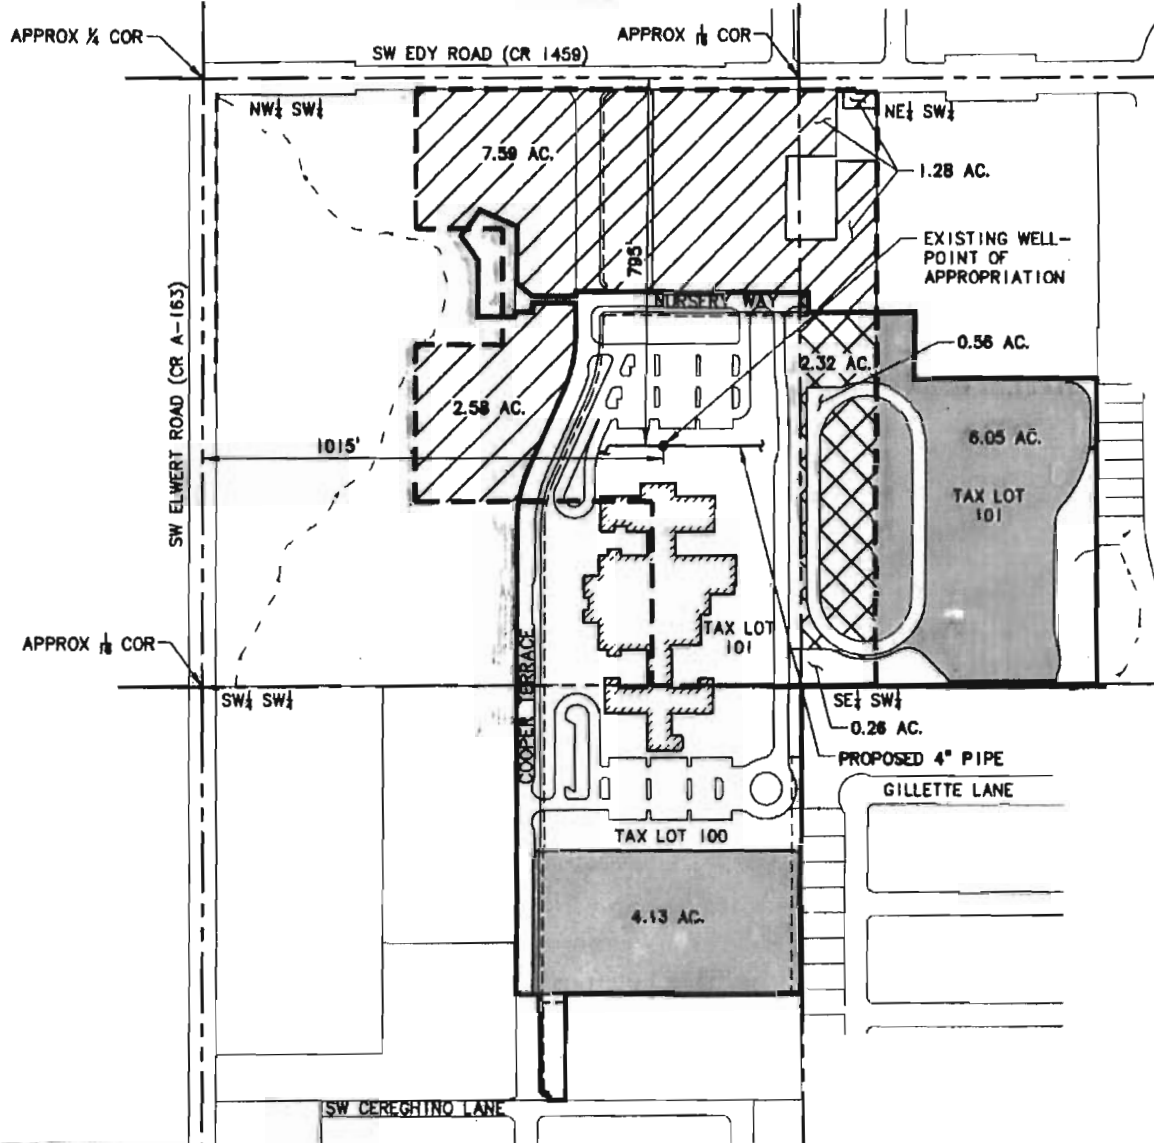 APPROX ¼ COR
SW EDY ROAD (CR 1459)
APPROX 1/16 COR
NW¼ SW¼
NE¼ SW¼
7.59 AC.
1.28 AC.
EXISTING WELL-
POINT OF
APPROPRIATION
795'
NURSERY WAY
SW ELWERT ROAD (CR A-163)
0.56 AC.
2.32 AC.
2.58 AC.
1015'
6.05 AC.
TAX LOT
101
TAX LOT
101
APPROX 1/16 COR
COOPER TERRACE
SW¼ SW¼
SE¼ SW¼
0.26 AC.
PROPOSED 4" PIPE
GILLETTE LANE
TAX LOT 100
4.13 AC.
SW CEREGHINO LANE